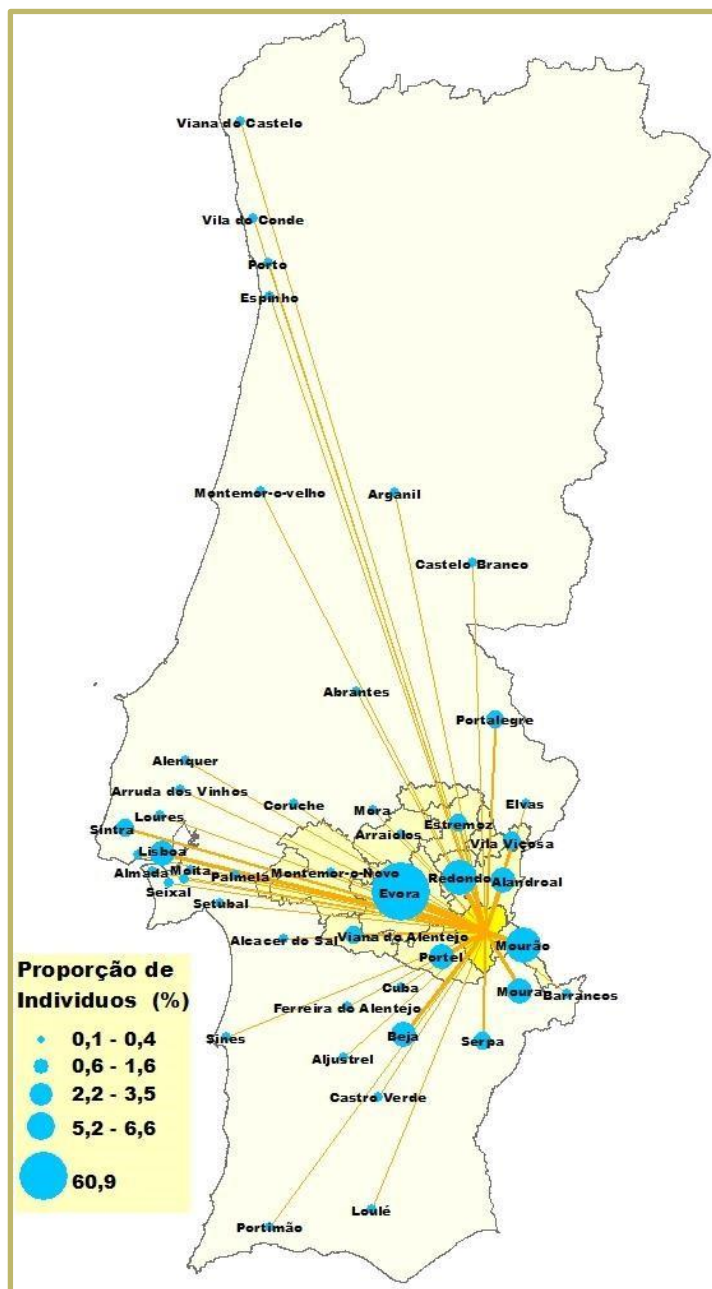 Viana do Castelo
Vila do Conde
Porto
Espinho
Montemor-o-velho
Arganil
Castelo Branco
Abrantes
Portalegre
Alenquer
Arruda dos Vinhos
Coruche
Mora
Elvas
Loures
Sintra
Estremoz
Arraiolos
Vila Viçosa
Lisboa
Almada
Moita
Palmela
Montemor-o-Novo
Redondo
Alandroal
Seixal
Evora
Setubal
Alcacer do Sal
Viana do Alentejo
Mourão
Portel
Cuba
Moura
Barrancos
Ferreira do Alentejo
Sines
Beja
Serpa
Aljustrel
Castro Verde
Loulé
Portimão
Proporção de
Individuos (%)
0,1 - 0,4
0,6 - 1,6
2,2 - 3,5
5,2 - 6,6
60,9